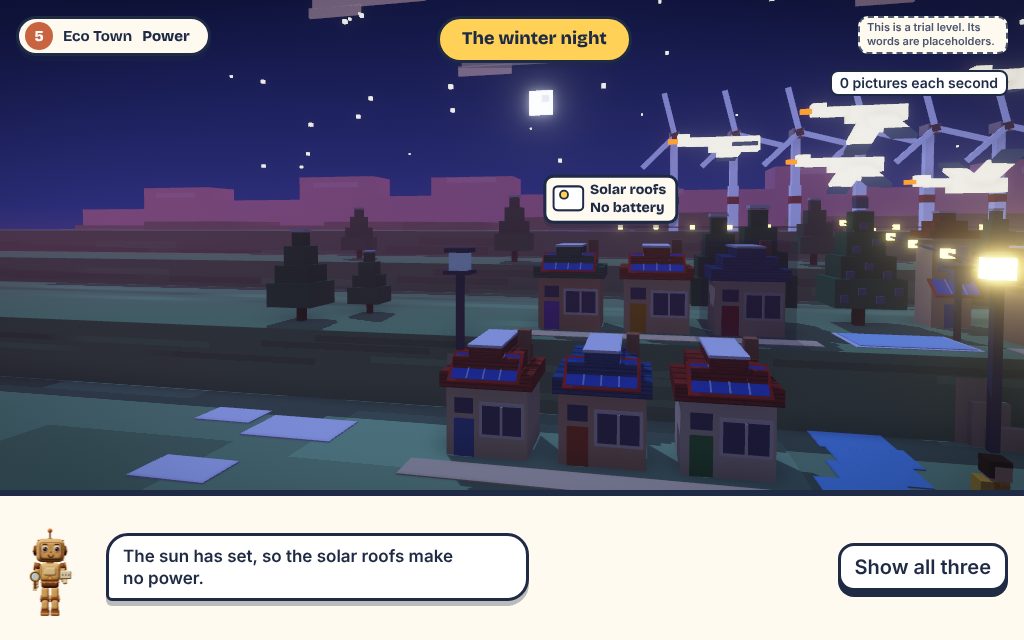 5 Eco Town Power
The winter night
This is a trial level. Its
words are placeholders.
0 pictures each second
Solar roofs
No battery
The sun has set, so the solar roofs make
no power.
Show all three